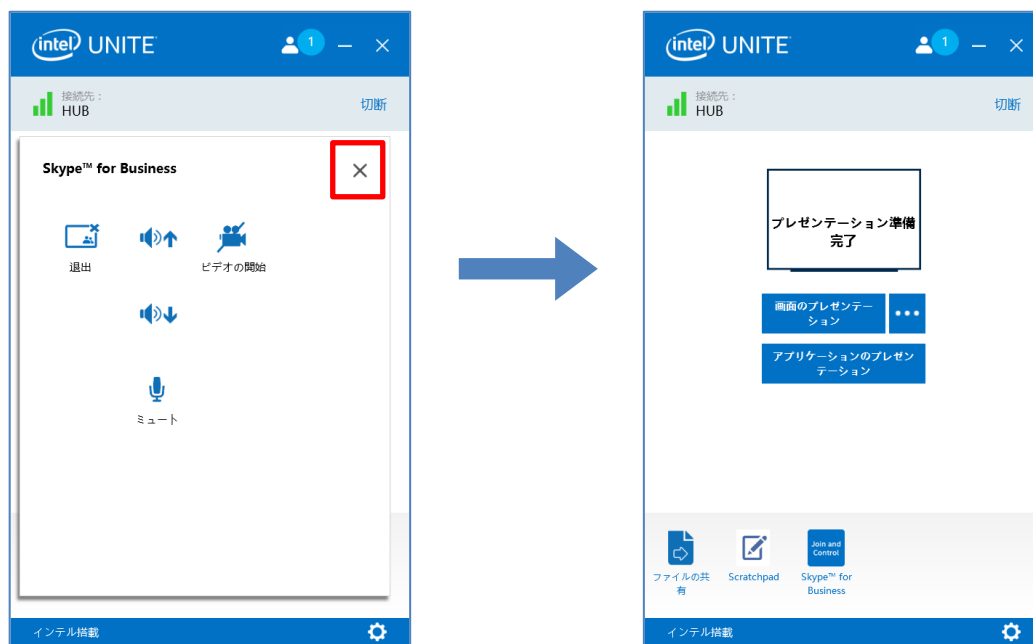 intel UNITE
1
接続先：
HUB
切断
Skype™ for Business
退出
ビデオの開始
ミュート
インテル搭載
intel UNITE
1
接続先：
HUB
切断
プレゼンテーション準備
完了
画面のプレゼンテー
ション
アプリケーションのプレゼン
テーション
ファイルの共
有
Scratchpad
Join and
Control
Skype™ for
Business
インテル搭載